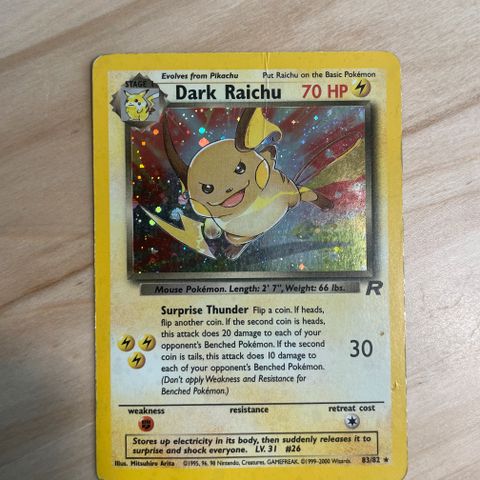 Evolves from Pikachu Put Raichu on the Basic Pokémon
STAGE 1
Dark Raichu 70 HP
Mouse Pokémon. Length: 2' 7", Weight: 66 lbs.
R
Surprise Thunder Flip a coin. If heads,
flip another coin. If the second coin is heads,
this attack does 20 damage to each of your
opponent's Benched Pokémon. If the second
coin is tails, this attack does 10 damage to
each of your opponent's Benched Pokémon.
(Don't apply Weakness and Resistance for
Benched Pokémon.)
30
weakness resistance retreat cost
Stores up electricity in its body, then suddenly releases it to
surprise and shock everyone. LV. 31 #26
Illus. Mitsuhiro Arita ©1995, 96, 98 Nintendo, Creatures, GAMEFREAK. ©1999-2000 Wizards. 83/82 ★